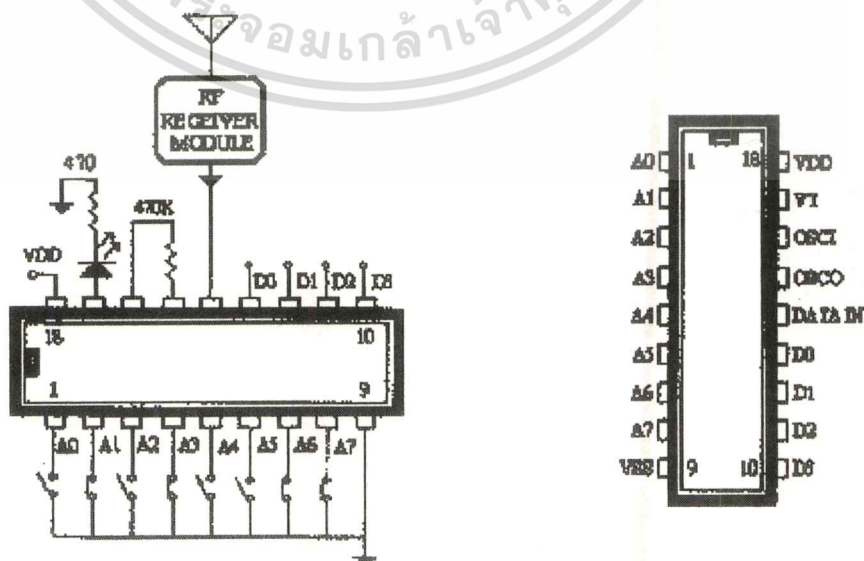 ระจอมเกล้าเจ้า
RF
RECEIVER
MODULE
470
470K
VDD
D0 D1 D2 D3
18 10
1 9
A0 A1 A2 A3 A4 A5 A6 A7
A0 1 18 VDD
A1 VT
A2 OSCI
A3 OSCO
A4 DATA IN
A5 D0
A6 D1
A7 D2
VSS 9 10 D3